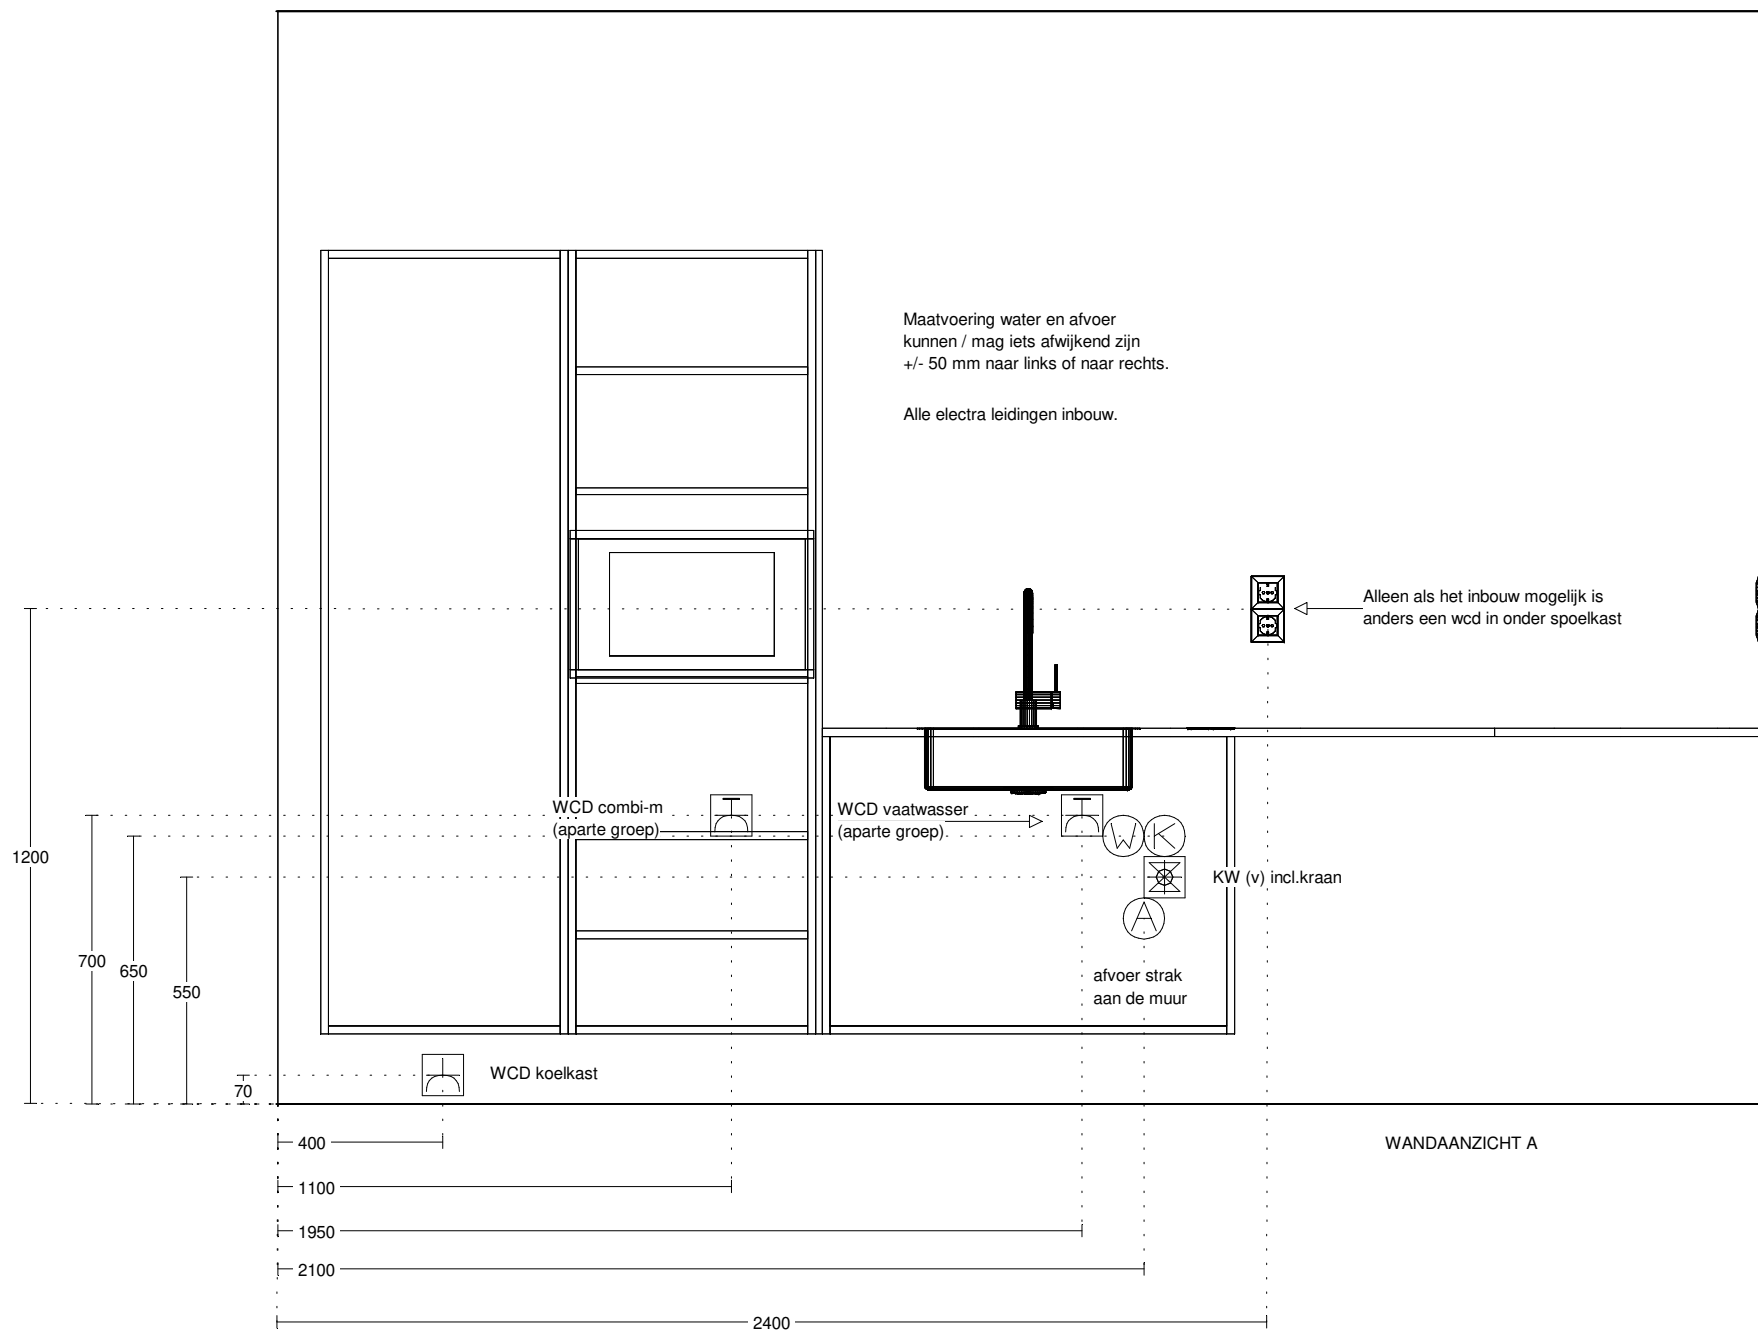 Maatvoering water en afvoer
kunnen / mag iets afwijkend zijn
+/- 50 mm naar links of naar rechts.
Alle electra leidingen inbouw.
Alleen als het inbouw mogelijk is
anders een wcd in onder spoelkast
WCD combi-m
(aparte groep)
WCD vaatwasser
(aparte groep)
W K
KW (v) incl.kraan
A
afvoer strak
aan de muur
1200
700
650
550
70
WCD koelkast
400
WANDAANZICHT A
1100
1950
2100
2400